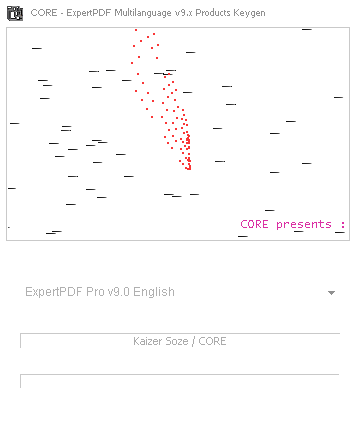 CORE - ExpertPDF Multilanguage v9.x Products Keygen
CORE presents :
ExpertPDF Pro v9.0 English
Kaizer Soze / CORE